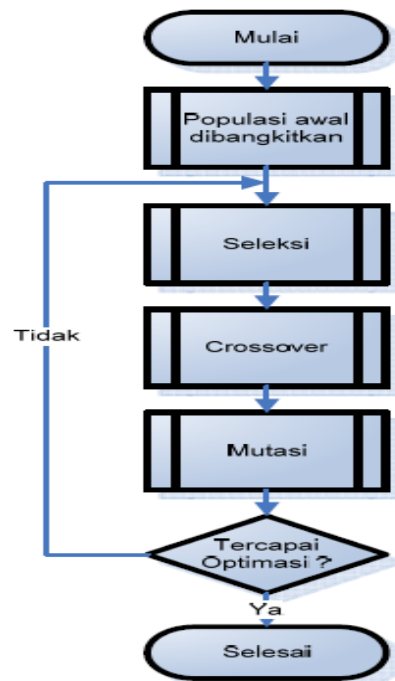 Mulai
Populasi awal
dibangkitkan
Seleksi
Tidak
Crossover
Mutasi
Tercapai
Optimasi ?
Ya
Selesai